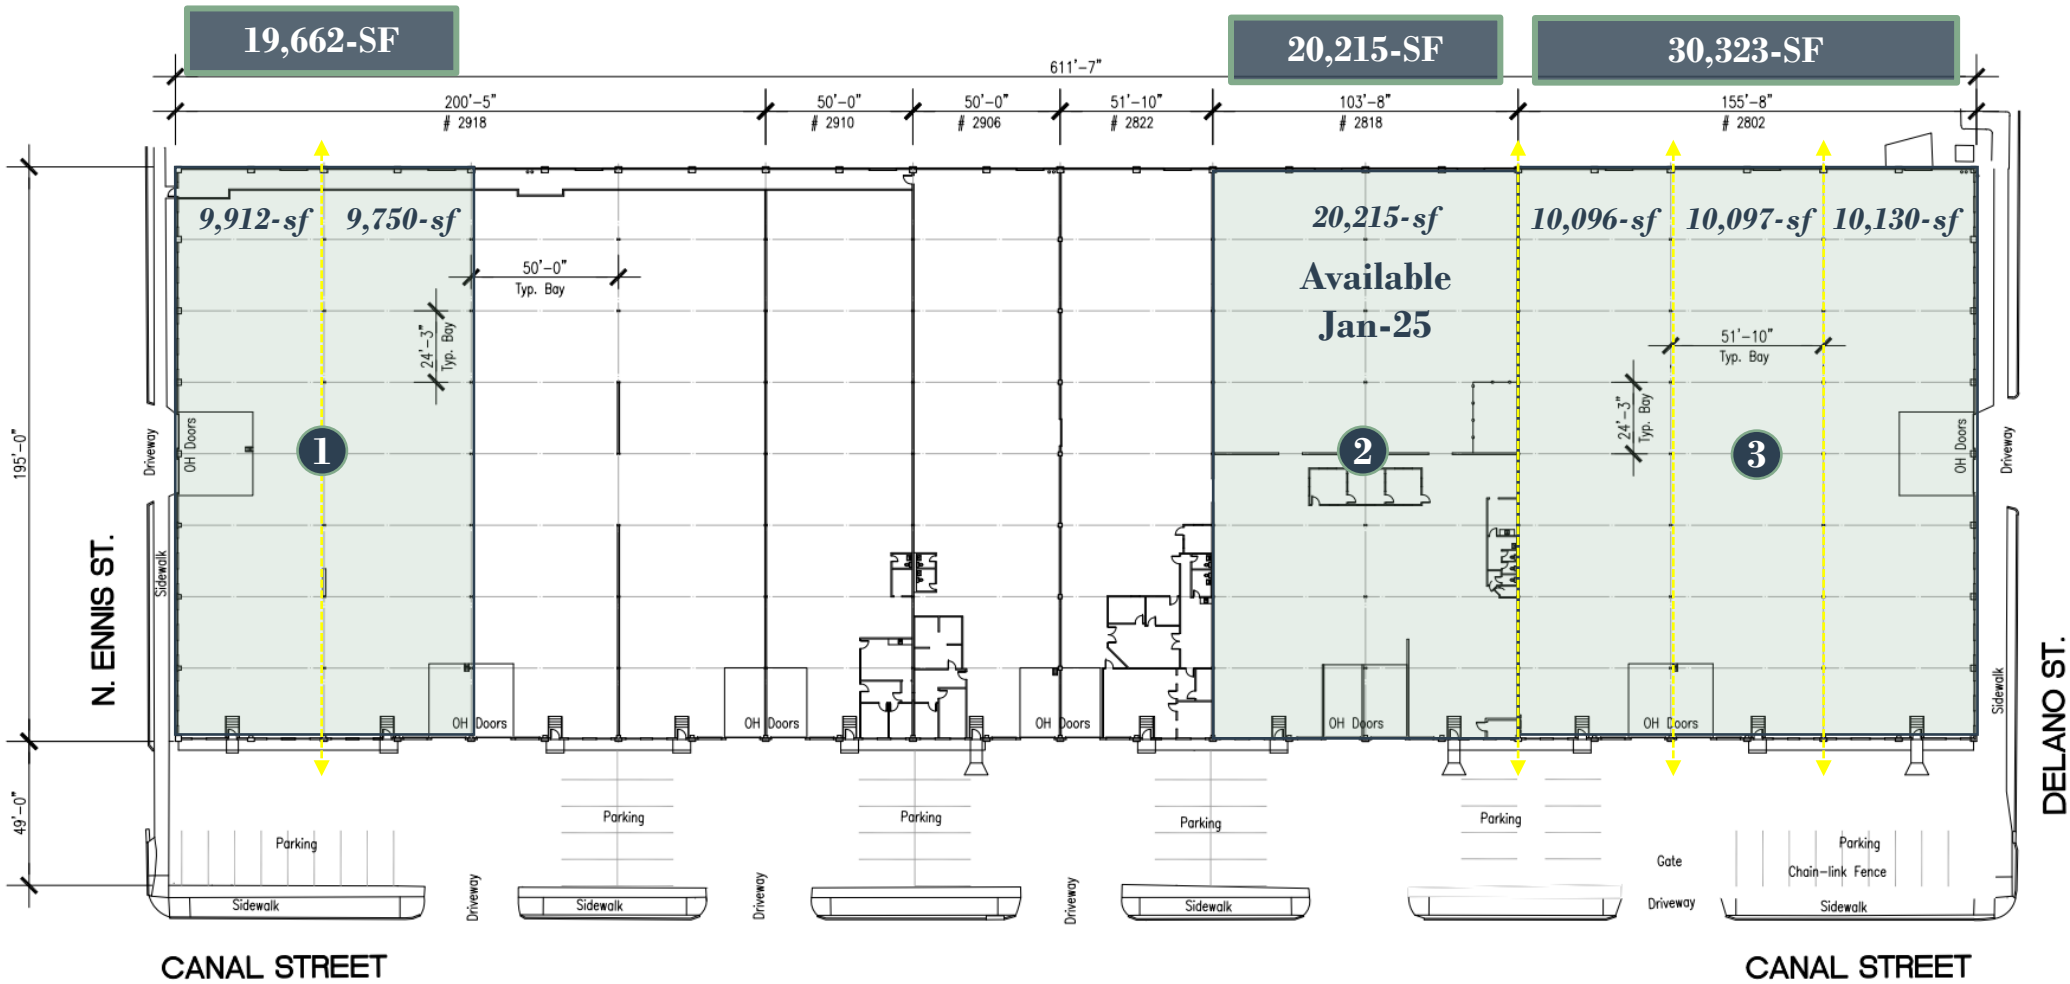 19,662-SF
20,215-SF
30,323-SF
611'-7"
200'-5"
50'-0"
50'-0"
51'-10"
103'-8"
155'-8"
# 2918
# 2910
# 2906
# 2822
# 2818
# 2802
9,912-sf
9,750-sf
20,215-sf
10,096-sf
10,097-sf
10,130-sf
Available
Jan-25
50'-0"
Typ. Bay
24'-3"
Typ. Bay
51'-10"
Typ. Bay
24'-3"
Typ. Bay
195'-0"
Driveway
OH Doors
1
2
3
OH Doors
Driveway
N. ENNIS ST.
Sidewalk
Sidewalk
DELANO ST.
OH Doors
OH Doors
OH Doors
OH Doors
OH Doors
49'-0"
Parking
Parking
Parking
Parking
Parking
Gate
Parking
Chain-link Fence
Sidewalk
Driveway
Sidewalk
Driveway
Driveway
Sidewalk
Driveway
Sidewalk
CANAL STREET
CANAL STREET